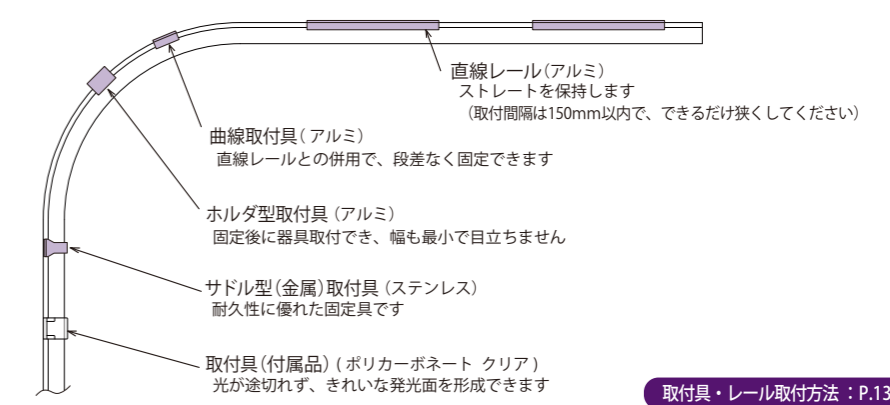 直線レール(アルミ)
ストレートを保持します
(取付間隔は150mm以内で、できるだけ狭くしてください)
曲線取付具(アルミ)
直線レールとの併用で、段差なく固定できます
ホルダ型取付具(アルミ)
固定後に器具取付でき、幅も最小で目立ちません
サドル型(金属)取付具(ステンレス)
耐久性に優れた固定具です
取付具(付属品)(ポリカーボネート クリア)
光が途切れず、きれいな発光面を形成できます
取付具・レール取付方法:P.13